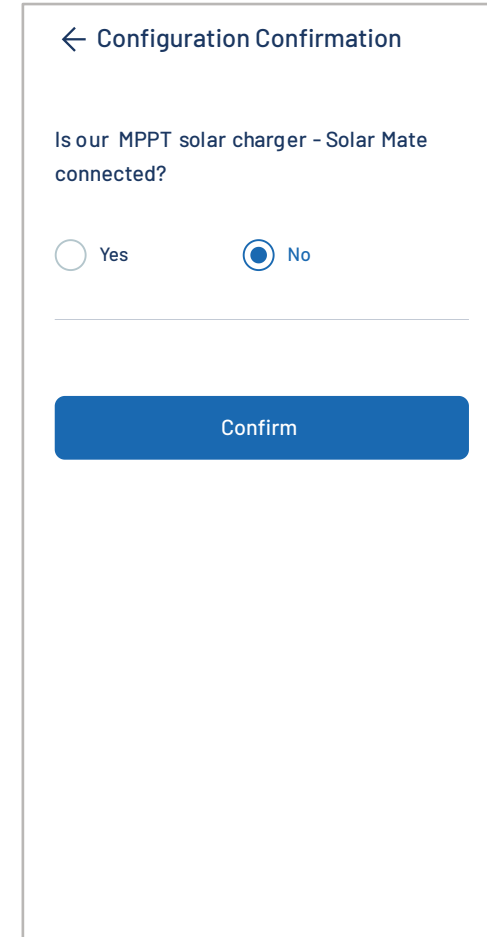 Configuration Confirmation
Is our MPPT solar charger - Solar Mate
connected?
Yes No
Confirm